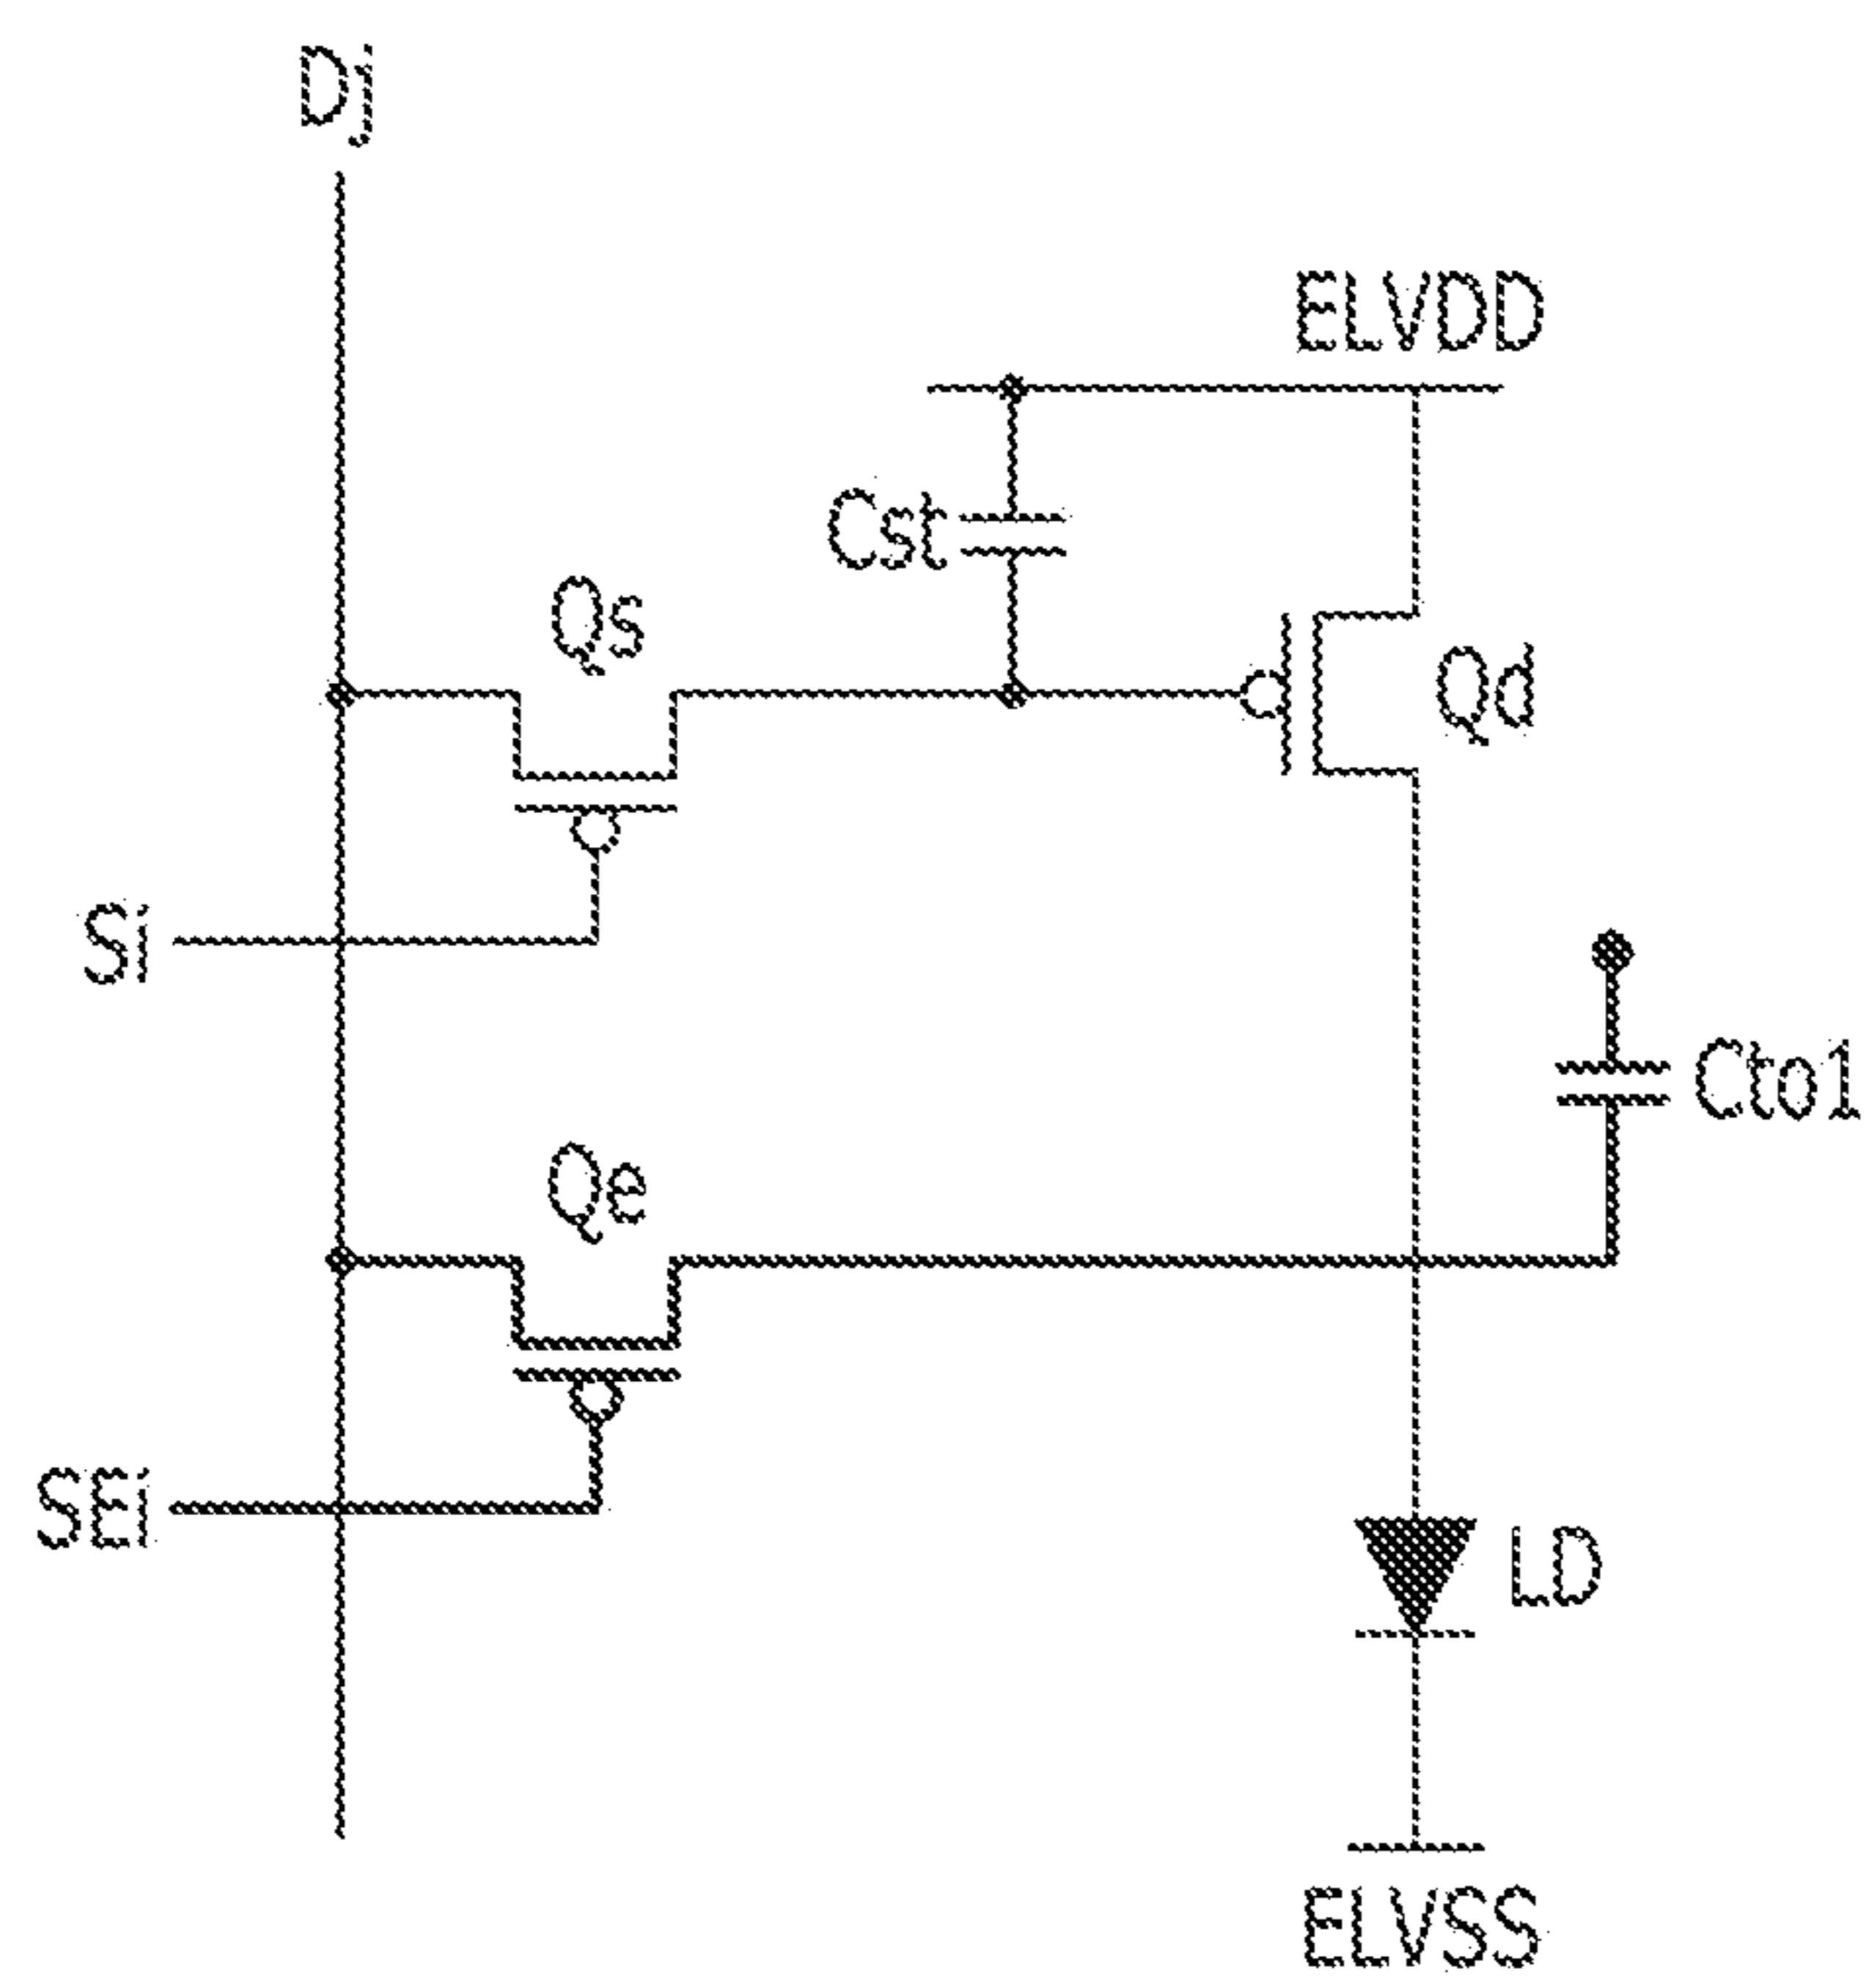 Dj
ELVDD
Cst
Qs
Qd
Si
Cto1
Qe
SEi
LD
ELVSS